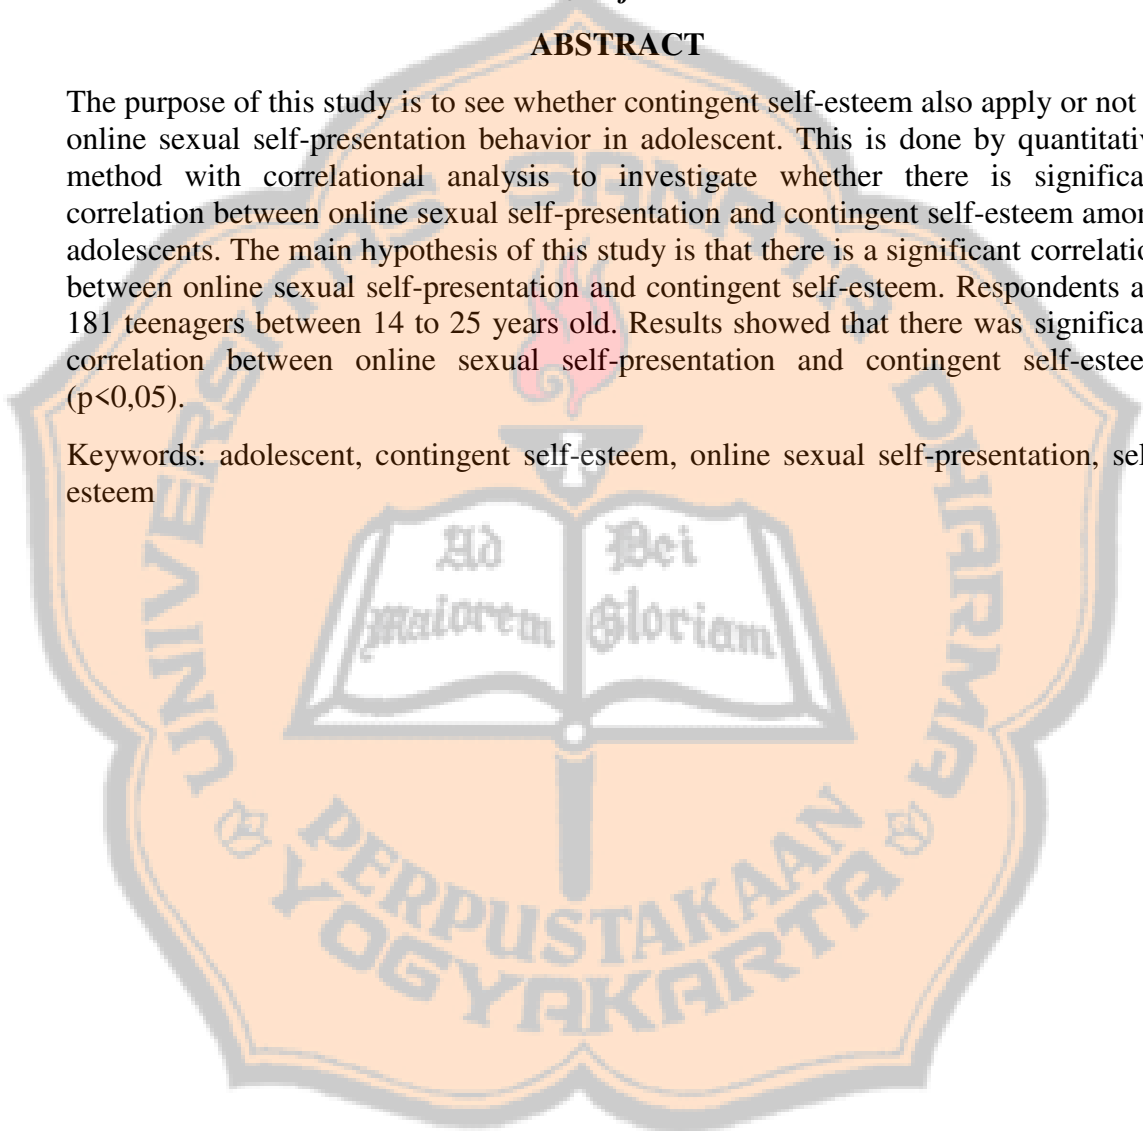 ABSTRACT
The purpose of this study is to see whether contingent self-esteem also apply or not
online sexual self-presentation behavior in adolescent. This is done by quantitativ
method with correlational analysis to investigate whether there is significa
correlation between online sexual self-presentation and contingent self-esteem amon
adolescents. The main hypothesis of this study is that there is a significant correlatio
between online sexual self-presentation and contingent self-esteem. Respondents a
181 teenagers between 14 to 25 years old. Results showed that there was significa
correlation between online sexual self-presentation and contingent self-estee
(p<0,05).
Keywords: adolescent, contingent self-esteem, online sexual self-presentation, sel
esteem
UNIVERSITAS SANATA DHARMA
Ad Dei
maiorem Gloriam
PERPUSTAKAAN
YOGYAKARTA